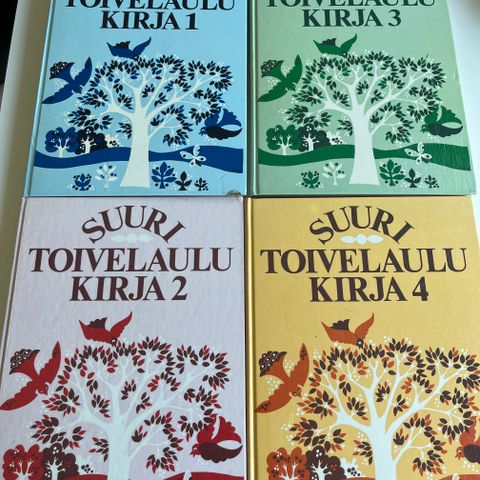 TOIVELAULU
KIRJA 1
TOIVELAULU
KIRJA 3
SUURI
TOIVELAULU
KIRJA 2
SUURI
TOIVELAULU
KIRJA 4